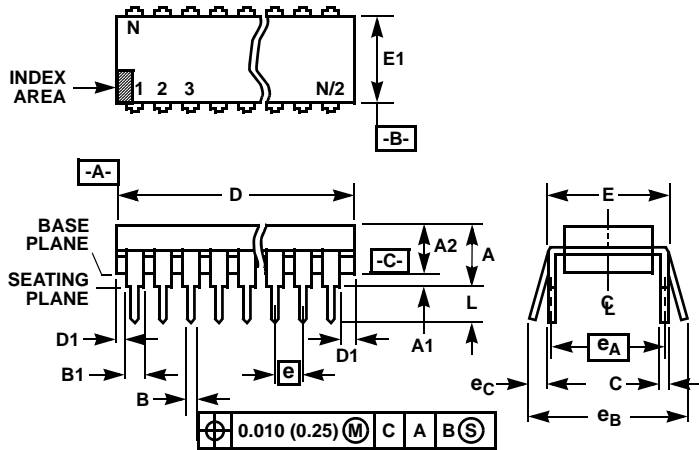 N
INDEX
AREA
1 2 3 N/2
E1
-B-
-A-
D
E
BASE
PLANE
A2
A
-C-
SEATING
PLANE
L
C̲L
D1
B1
A1
D1
e
eA
B
eC
C
eB
⌖ 0.010 (0.25) Ⓜ C A B Ⓢ